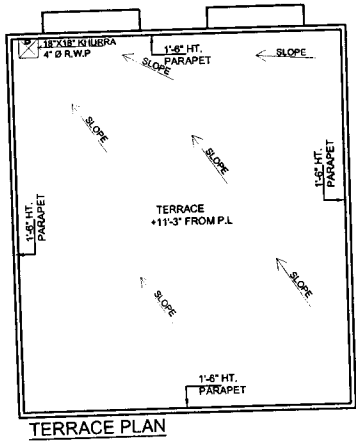 18"X18" KHURRA
4" Ø R.W.P
1'-6" HT.
PARAPET
SLOPE
SLOPE
SLOPE
SLOPE
1'-6" HT.
PARAPET
1'-6" HT.
PARAPET
TERRACE
+11'-3" FROM P.L
SLOPE
SLOPE
1'-6" HT.
PARAPET
TERRACE PLAN